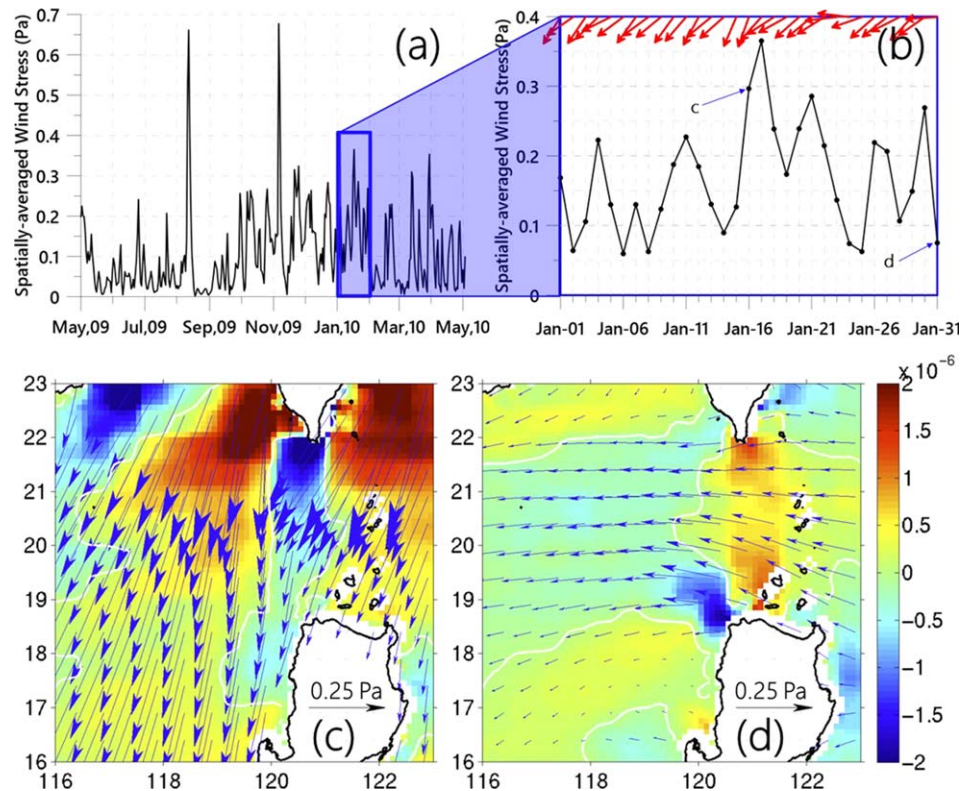 Spatially-averaged Wind Stress (Pa)
0.7
0.6
0.5
0.4
0.3
0.2
0.1
0
(a)
May,09 Jul,09 Sep,09 Nov,09 Jan,10 Mar,10 May,10
Spatially-averaged Wind Stress(Pa)
0.4
0.3
0.2
0.1
0
(b)
c
d
Jan-01 Jan-06 Jan-11 Jan-16 Jan-21 Jan-26 Jan-31
23
22
21
20
19
18
17
16
0.25 Pa
(c)
116 118 120 122
23
22
21
20
19
18
17
16
0.25 Pa
(d)
116 118 120 122
x 10⁻⁶
2
1.5
1
0.5
0
−0.5
−1
−1.5
−2